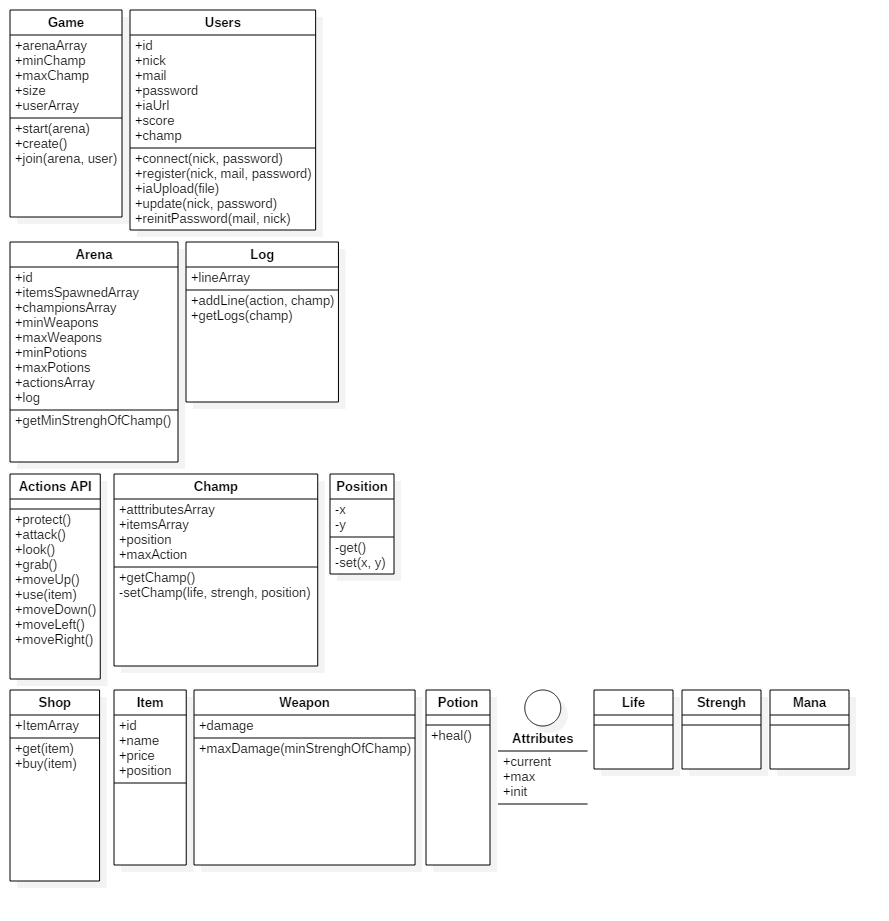 Game
+arenaArray
+minChamp
+maxChamp
+size
+userArray
+start(arena)
+create()
+join(arena, user)
Users
+id
+nick
+mail
+password
+iaUrl
+score
+champ
+connect(nick, password)
+register(nick, mail, password)
+iaUpload(file)
+update(nick, password)
+reinitPassword(mail, nick)
Arena
+id
+itemsSpawnedArray
+championsArray
+minWeapons
+maxWeapons
+minPotions
+maxPotions
+actionsArray
+log
+getMinStrenghOfChamp()
Log
+lineArray
+addLine(action, champ)
+getLogs(champ)
Actions API
+protect()
+attack()
+look()
+grab()
+moveUp()
+use(item)
+moveDown()
+moveLeft()
+moveRight()
Champ
+atttributesArray
+itemsArray
+position
+maxAction
+getChamp()
-setChamp(life, strengh, position)
Position
-x
-y
-get()
-set(x, y)
Shop
+ItemArray
+get(item)
+buy(item)
Item
+id
+name
+price
+position
Weapon
+damage
+maxDamage(minStrenghOfChamp)
Potion
+heal()
Attributes
+current
+max
+init
Life
Strengh
Mana